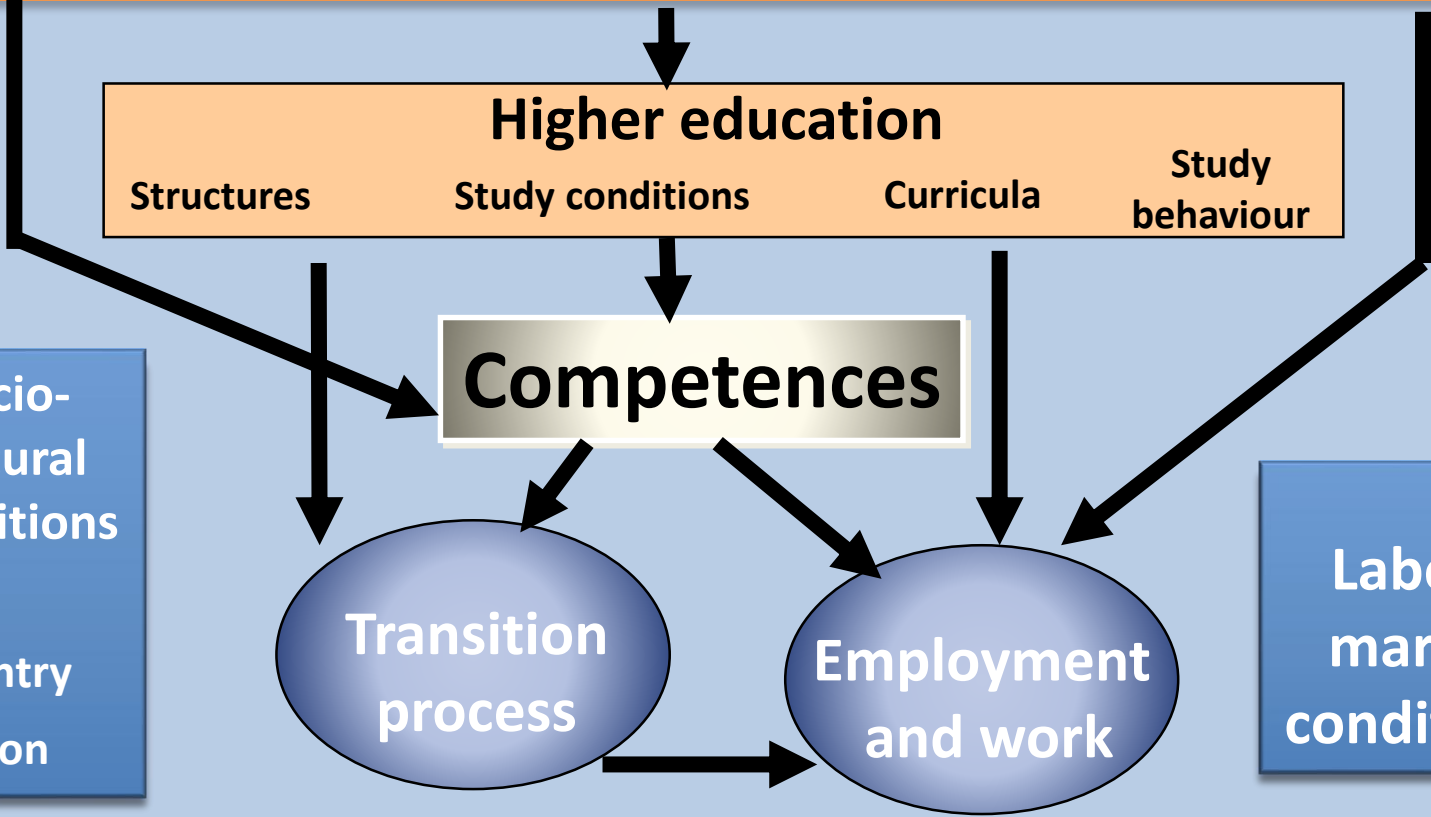 Higher education
Structures
Study conditions
Curricula
Study
behaviour
Competences
Transition
process
Employment
and work